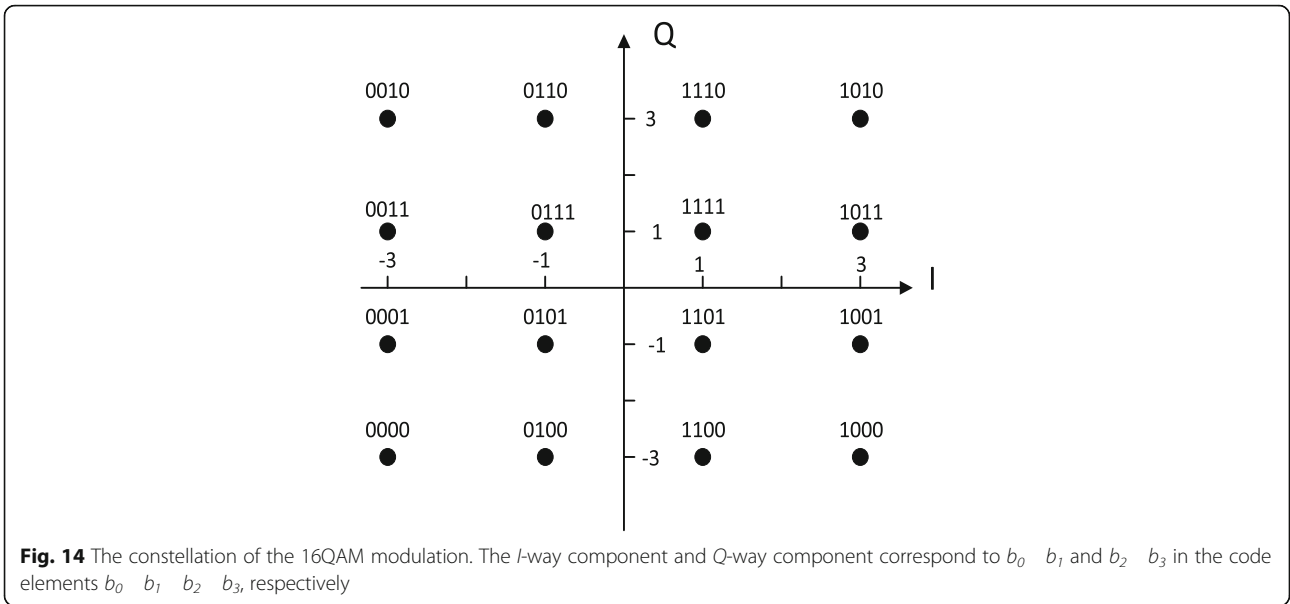 Q
0010 0110 1110 1010
3
0011 0111 1111 1011
1
-3 -1 1 3
I
0001 0101 1101 1001
-1
0000 0100 1100 1000
-3
Fig. 14 The constellation of the 16QAM modulation. The I-way component and Q-way component correspond to b0 b1 and b2 b3 in the code
elements b0 b1 b2 b3, respectively